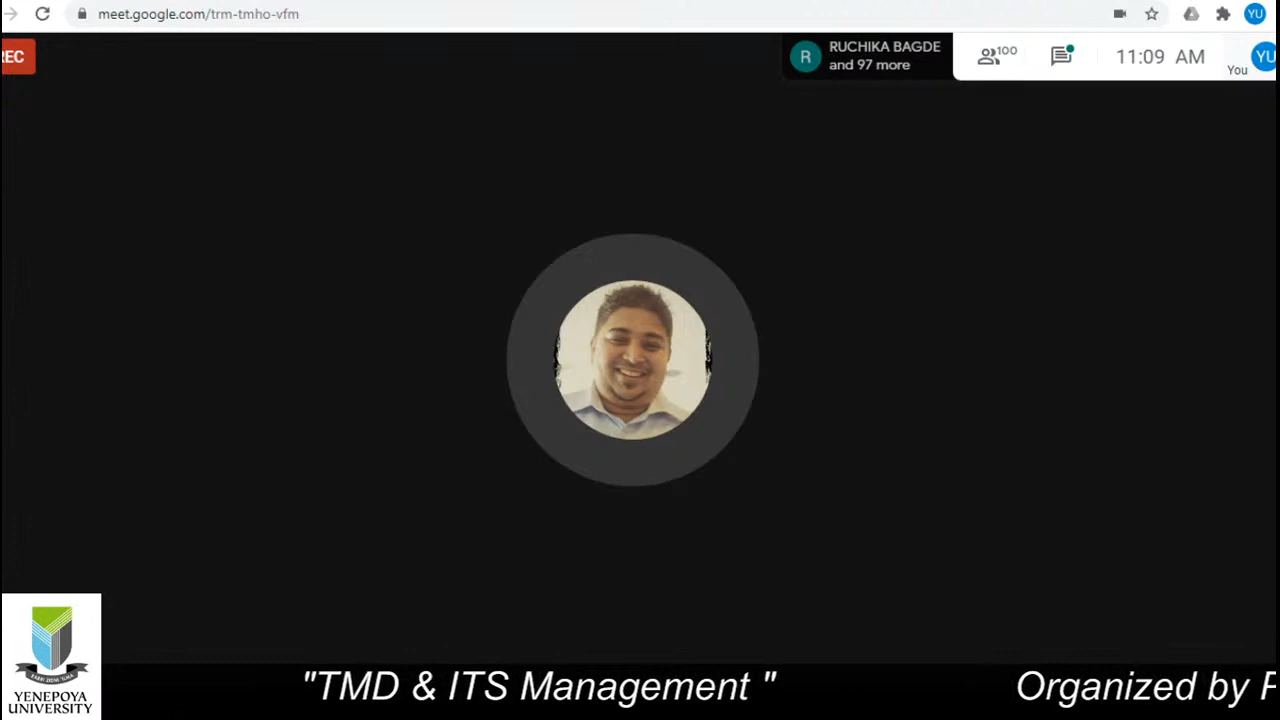 meet.google.com/trm-tmho-vfm
YU
REC
R
RUCHIKA BAGDE
and 97 more
100
11:09 AM
You
YU
YENEPOYA
UNIVERSITY
"TMD & ITS Management "
Organized by